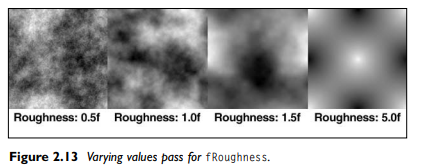 Roughness: 0.5f Roughness: 1.0f Roughness: 1.5f Roughness: 5.0f
Figure 2.13 Varying values pass for fRoughness.